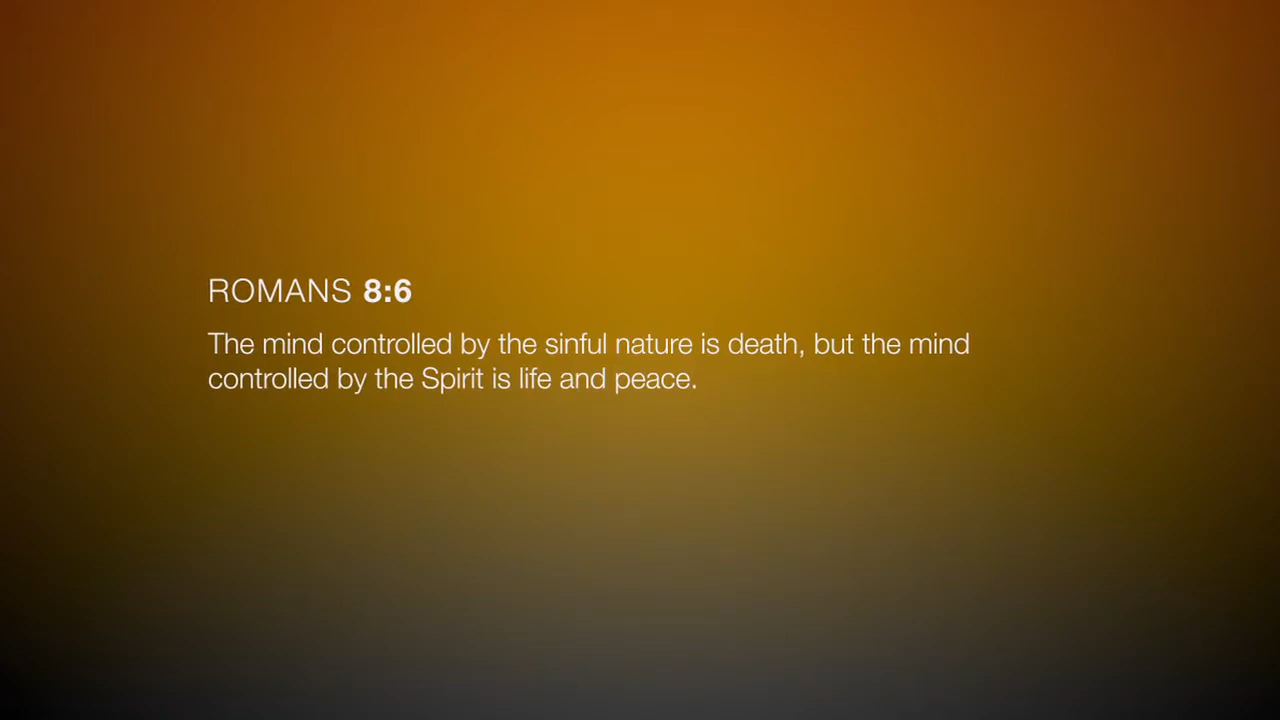 ROMANS 8:6
The mind controlled by the sinful nature is death, but the mind
controlled by the Spirit is life and peace.